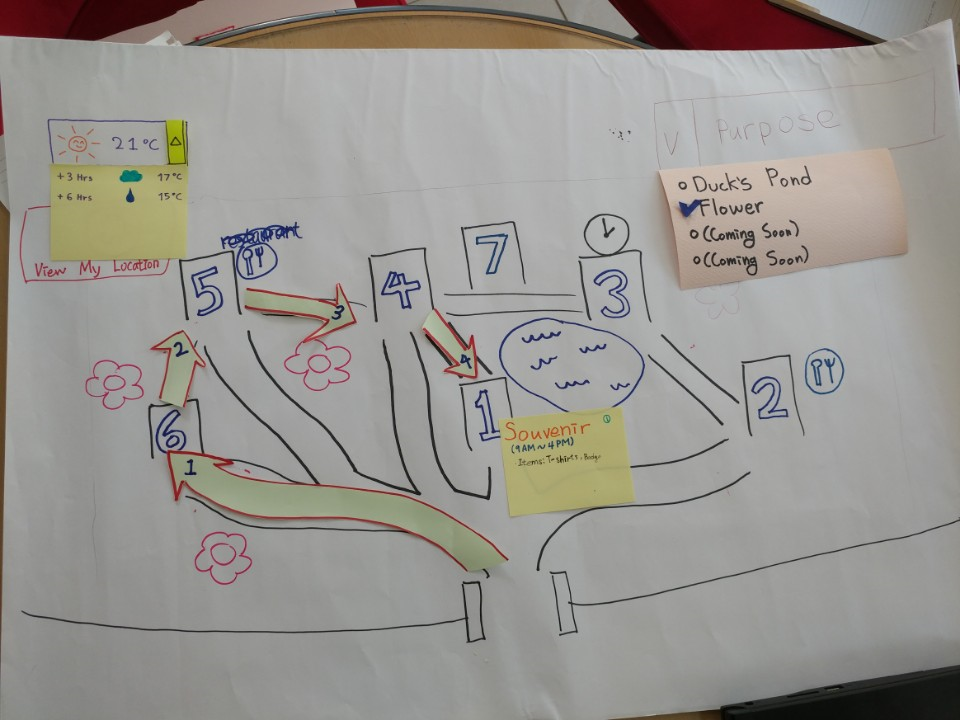 21°C
+3 Hrs 17°C
+6 Hrs 15°C
View My Location
V Purpose
Duck's Pond
Flower
((Coming Soon)
((Coming Soon)
restaurant
5
4
7
3
3
2
6
1
4
1
2
Souvenir
(9AM~4PM)
Items: T-shirts, Badge